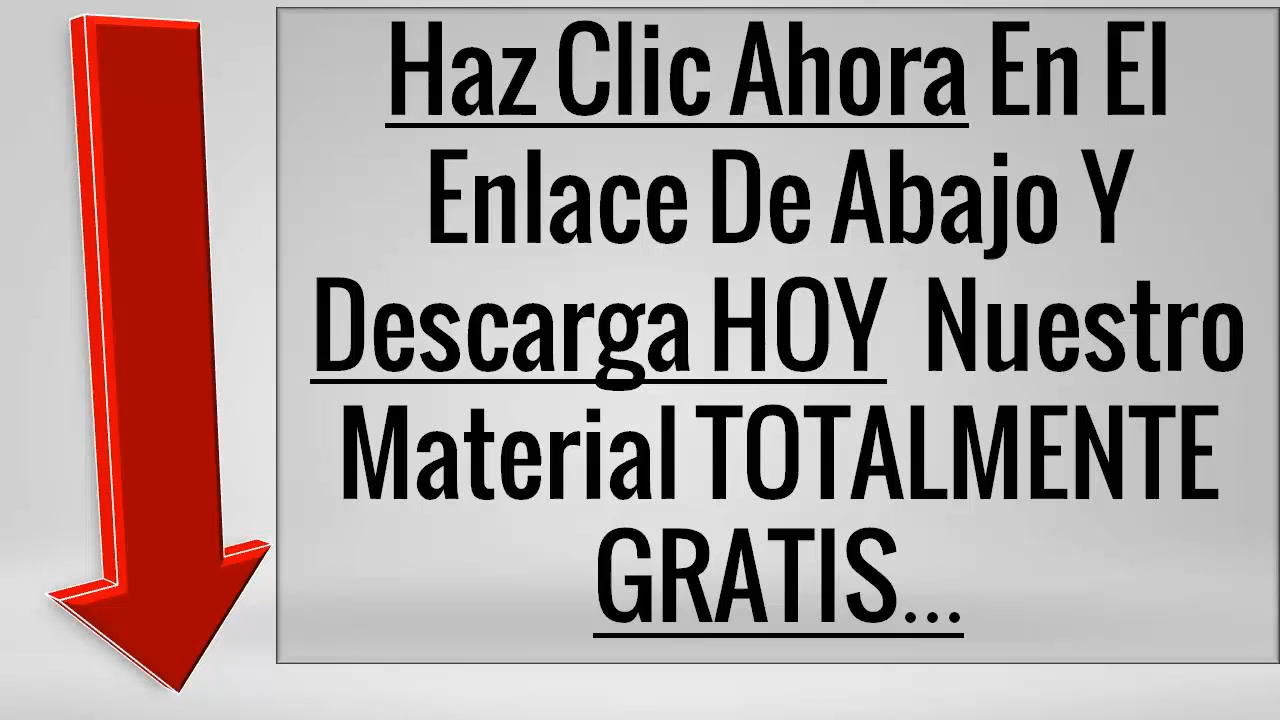 Haz Clic Ahora En El
Enlace De Abajo Y
Descarga HOY Nuestro
Material TOTALMENTE
GRATIS...